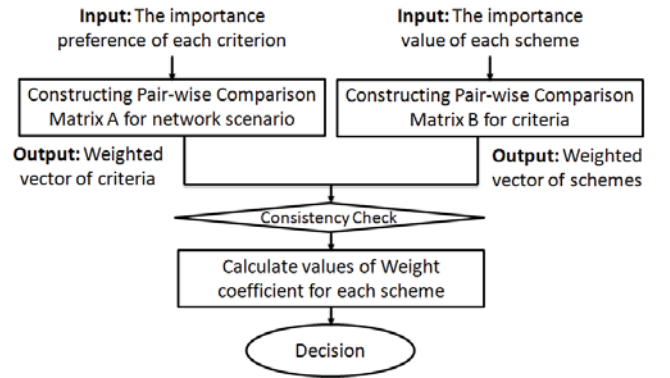 Input: The importance
preference of each criterion
Input: The importance
value of each scheme
Constructing Pair-wise Comparison
Matrix A for network scenario
Constructing Pair-wise Comparison
Matrix B for criteria
Output: Weighted
vector of criteria
Output: Weighted
vector of schemes
Consistency Check
Calculate values of Weight
coefficient for each scheme
Decision